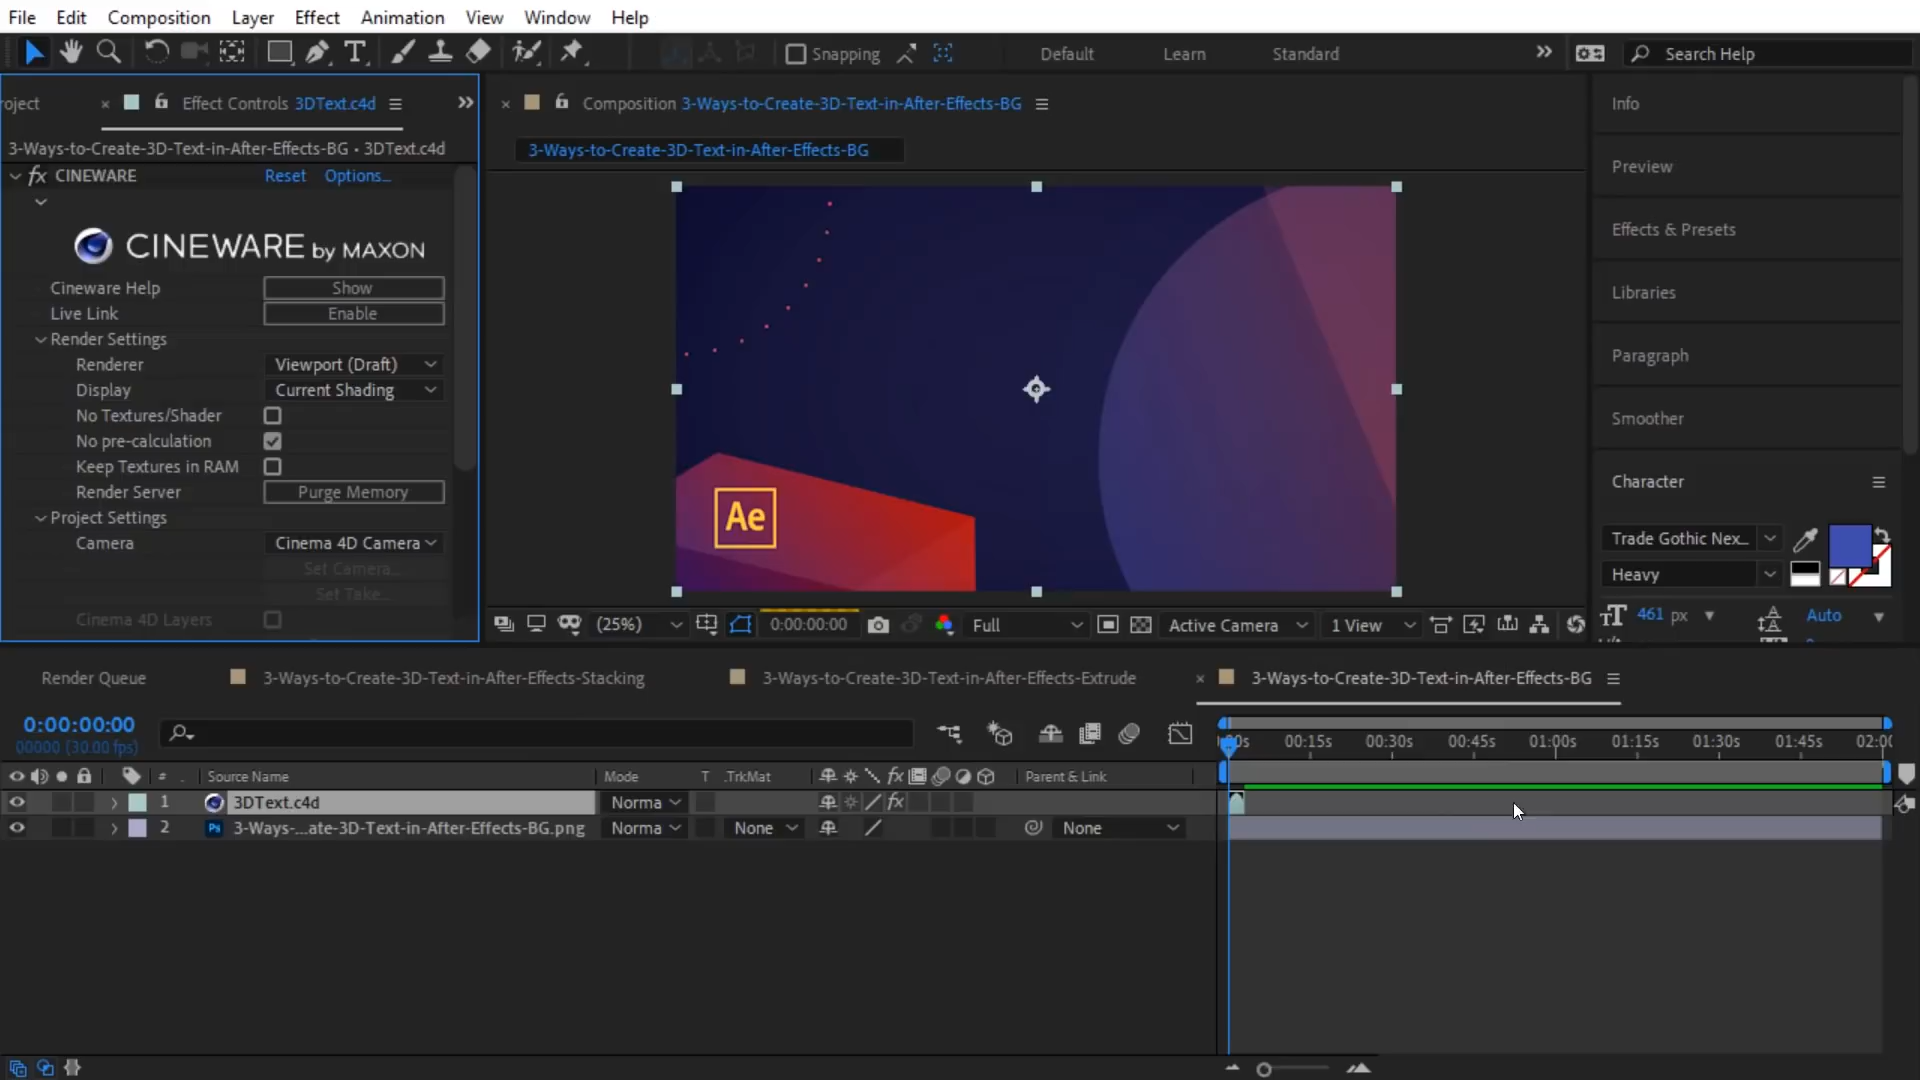 File Edit Composition Layer Effect Animation View Window Help
Snapping Default Learn Standard Search Help
roject Effect Controls 3DText.c4d
3-Ways-to-Create-3D-Text-in-After-Effects-BG • 3DText.c4d
fx CINEWARE Reset Options...
CINEWARE by MAXON
Cineware Help Show
Live Link Enable
Render Settings
Renderer Viewport (Draft)
Display Current Shading
No Textures/Shader
No pre-calculation
Keep Textures in RAM
Render Server Purge Memory
Project Settings
Camera Cinema 4D Camera
Set Camera...
Set Take...
Cinema 4D Layers
Composition 3-Ways-to-Create-3D-Text-in-After-Effects-BG
3-Ways-to-Create-3D-Text-in-After-Effects-BG
Ae
(25%) 0:00:00:00 Full Active Camera 1 View
Info
Preview
Effects & Presets
Libraries
Paragraph
Smoother
Character
Trade Gothic Nex...
Heavy
461 px Auto
Render Queue 3-Ways-to-Create-3D-Text-in-After-Effects-Stacking 3-Ways-to-Create-3D-Text-in-After-Effects-Extrude 3-Ways-to-Create-3D-Text-in-After-Effects-BG
0:00:00:00
00000 (30.00 fps)
00s 00:15s 00:30s 00:45s 01:00s 01:15s 01:30s 01:45s 02:00
# Source Name Mode T .TrkMat fx Parent & Link
1 3DText.c4d Norma fx
2 Ps 3-Ways-...ate-3D-Text-in-After-Effects-BG.png Norma None None